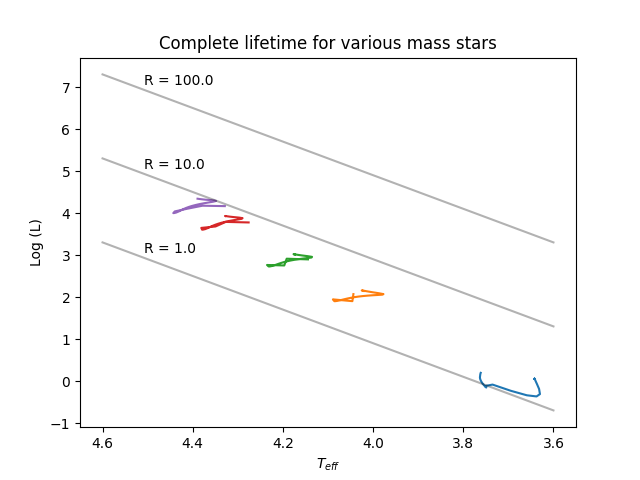 Complete lifetime for various mass stars
Log (L)
7
6
5
4
3
2
1
0
−1
R = 100.0
R = 10.0
R = 1.0
4.6 4.4 4.2 4.0 3.8 3.6
T_eff